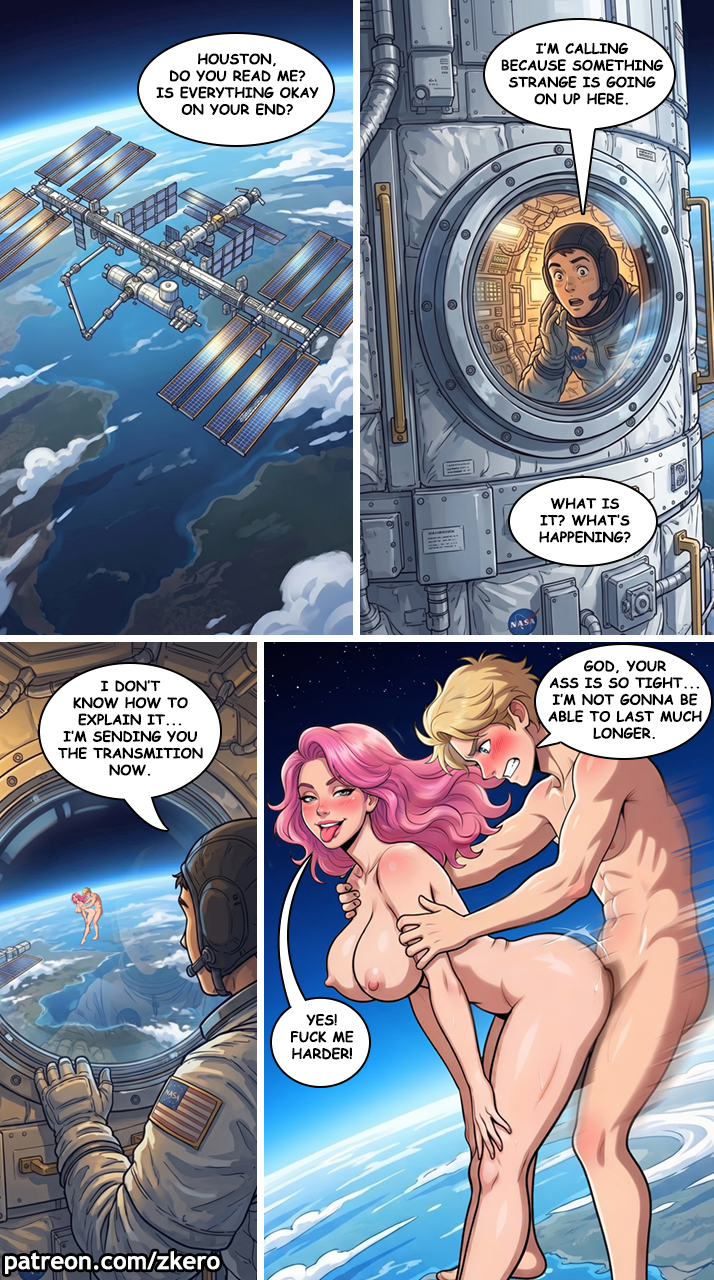 HOUSTON,
DO YOU READ ME?
IS EVERYTHING OKAY
ON YOUR END?
I'M CALLING
BECAUSE SOMETHING
STRANGE IS GOING
ON UP HERE.
NASA
WHAT IS
IT? WHAT'S
HAPPENING?
NASA
I DON'T
KNOW HOW TO
EXPLAIN IT...
I'M SENDING YOU
THE TRANSMITION
NOW.
NASA
GOD, YOUR
ASS IS SO TIGHT...
I'M NOT GONNA BE
ABLE TO LAST MUCH
LONGER.
YES!
FUCK ME
HARDER!
patreon.com/zkero